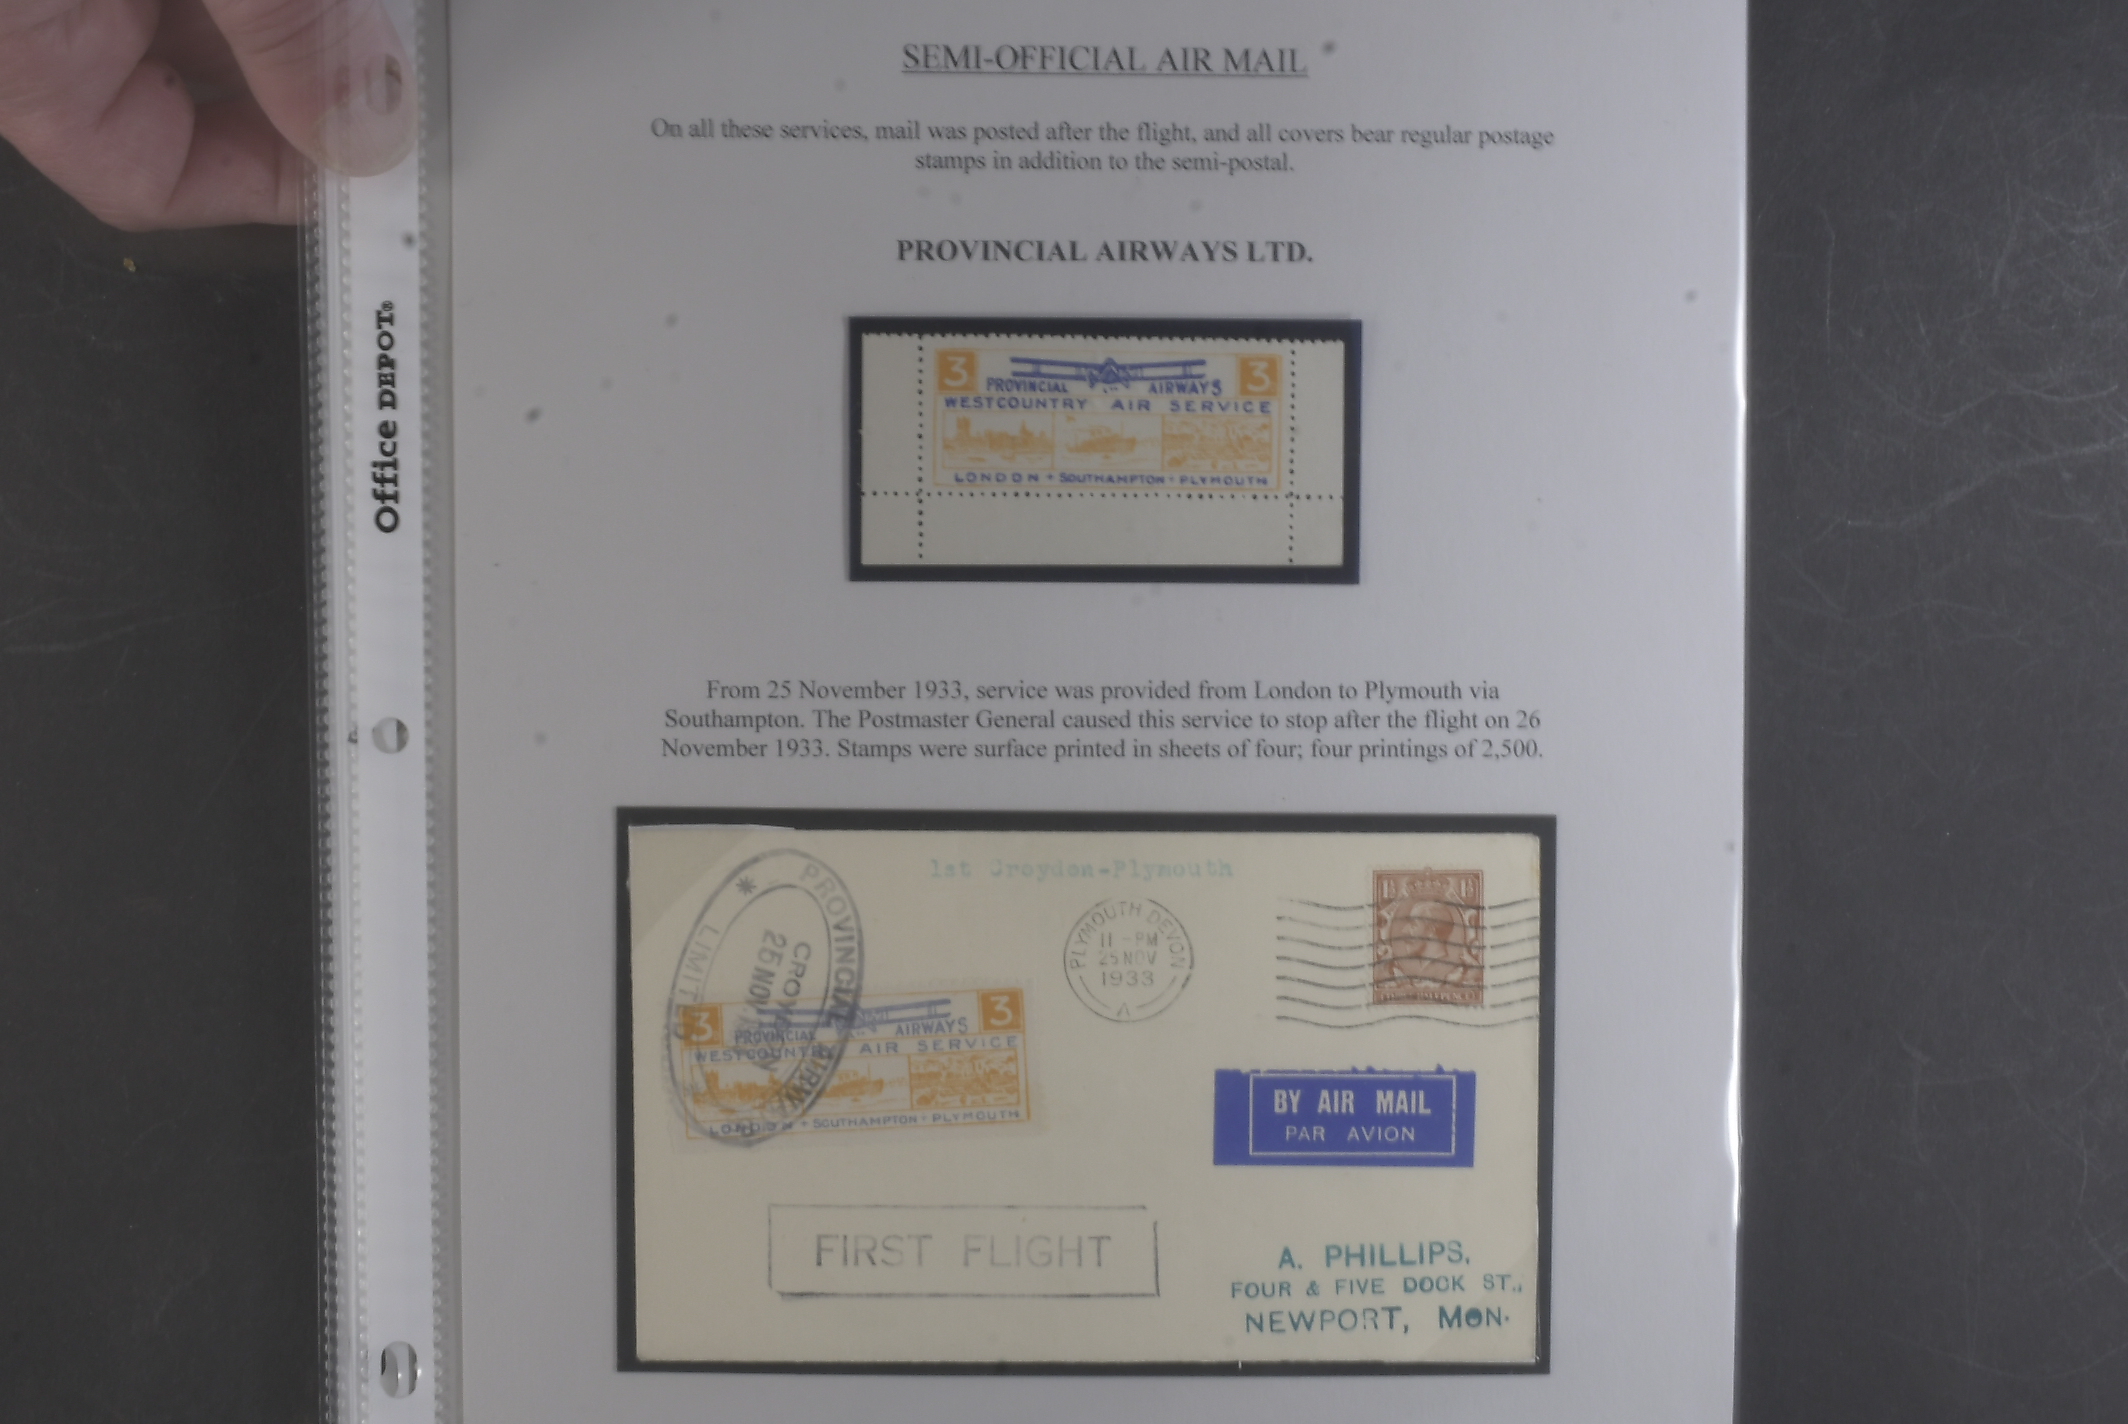 SEMI-OFFICIAL AIR MAIL
On all these services, mail was posted after the flight, and all covers bear regular postage
stamps in addition to the semi-postal.
PROVINCIAL AIRWAYS LTD.
Office DEPOT®
3 3
PROVINCIAL AIRWAYS
WESTCOUNTRY AIR SERVICE
LONDON + SOUTHAMPTON + PLYMOUTH
From 25 November 1933, service was provided from London to Plymouth via
Southampton. The Postmaster General caused this service to stop after the flight on 26
November 1933. Stamps were surface printed in sheets of four; four printings of 2,500.
1st Croydon-Plymouth
PROVINCIAL AIRW
LIMITED
CROYDON
NOV
PLYMOUTH DEVON
11 - PM
25 NOV
1933
A
3 3
PROVINCIAL AIRWAYS
WESTCOUNTRY AIR SERVICE
LONDON + SOUTHAMPTON + PLYMOUTH
BY AIR MAIL
PAR AVION
FIRST FLIGHT
A. PHILLIPS.
FOUR & FIVE DOCK ST.,
NEWPORT, MON.